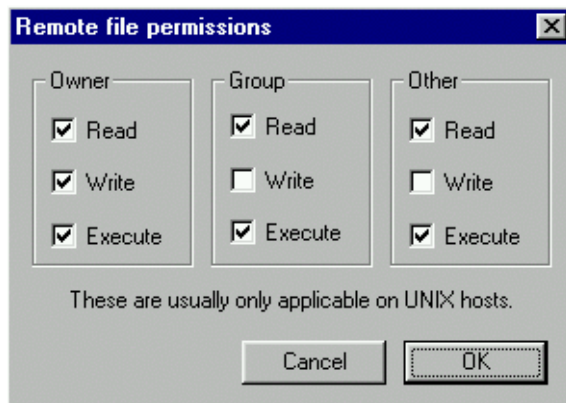 Remote file permissions
Owner
Group
Other
Read
Read
Read
Write
Write
Write
Execute
Execute
Execute
These are usually only applicable on UNIX hosts.
Cancel
OK